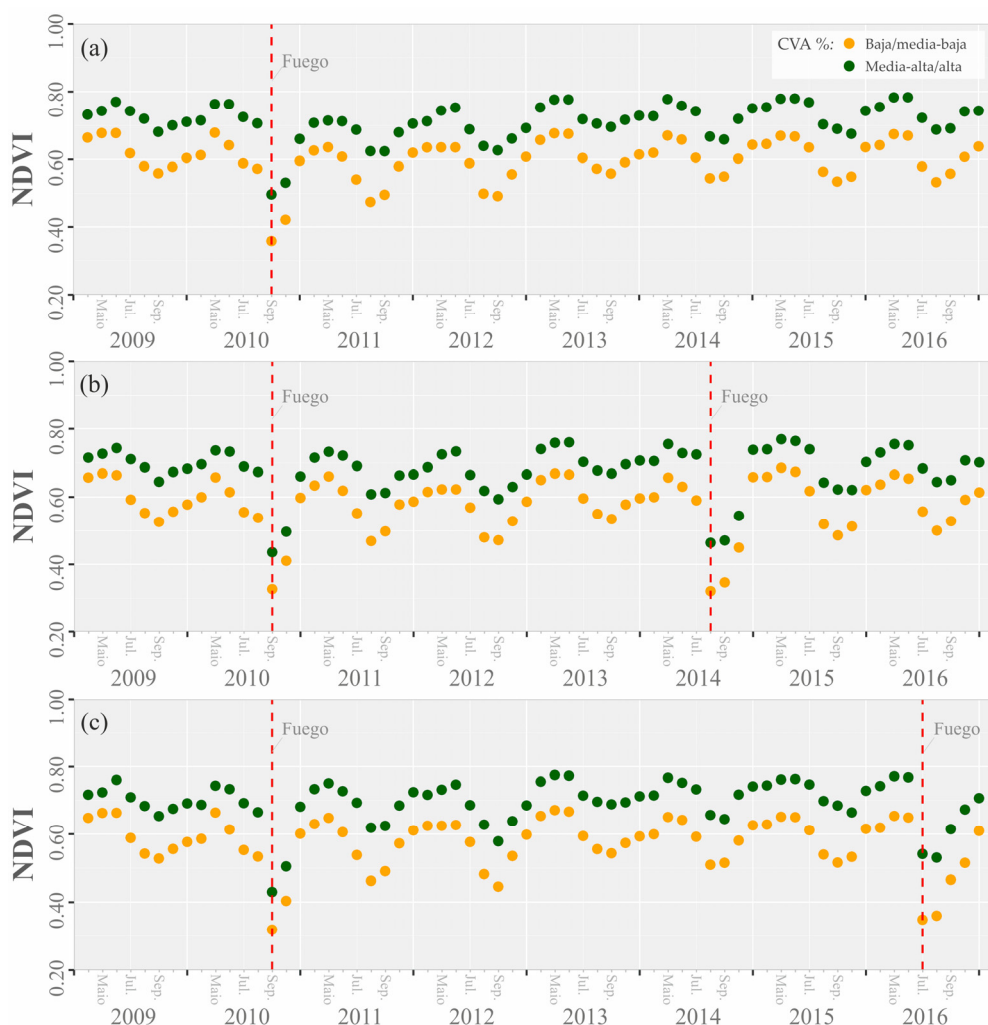 (a)
Fuego
CVA %: Baja/media-baja
Media-alta/alta
NDVI
1.00
0.80
0.60
0.40
0.20
Maio Jul. Sep. Maio Jul. Sep. Maio Jul. Sep. Maio Jul. Sep. Maio Jul. Sep. Maio Jul. Sep. Maio Jul. Sep. Maio Jul. Sep.
2009 2010 2011 2012 2013 2014 2015 2016
(b)
Fuego Fuego
NDVI
1.00
0.80
0.60
0.40
0.20
Maio Jul. Sep. Maio Jul. Sep. Maio Jul. Sep. Maio Jul. Sep. Maio Jul. Sep. Maio Jul. Sep. Maio Jul. Sep. Maio Jul. Sep.
2009 2010 2011 2012 2013 2014 2015 2016
(c)
Fuego Fuego
NDVI
1.00
0.80
0.60
0.40
0.20
Maio Jul. Sep. Maio Jul. Sep. Maio Jul. Sep. Maio Jul. Sep. Maio Jul. Sep. Maio Jul. Sep. Maio Jul. Sep. Maio Jul. Sep.
2009 2010 2011 2012 2013 2014 2015 2016